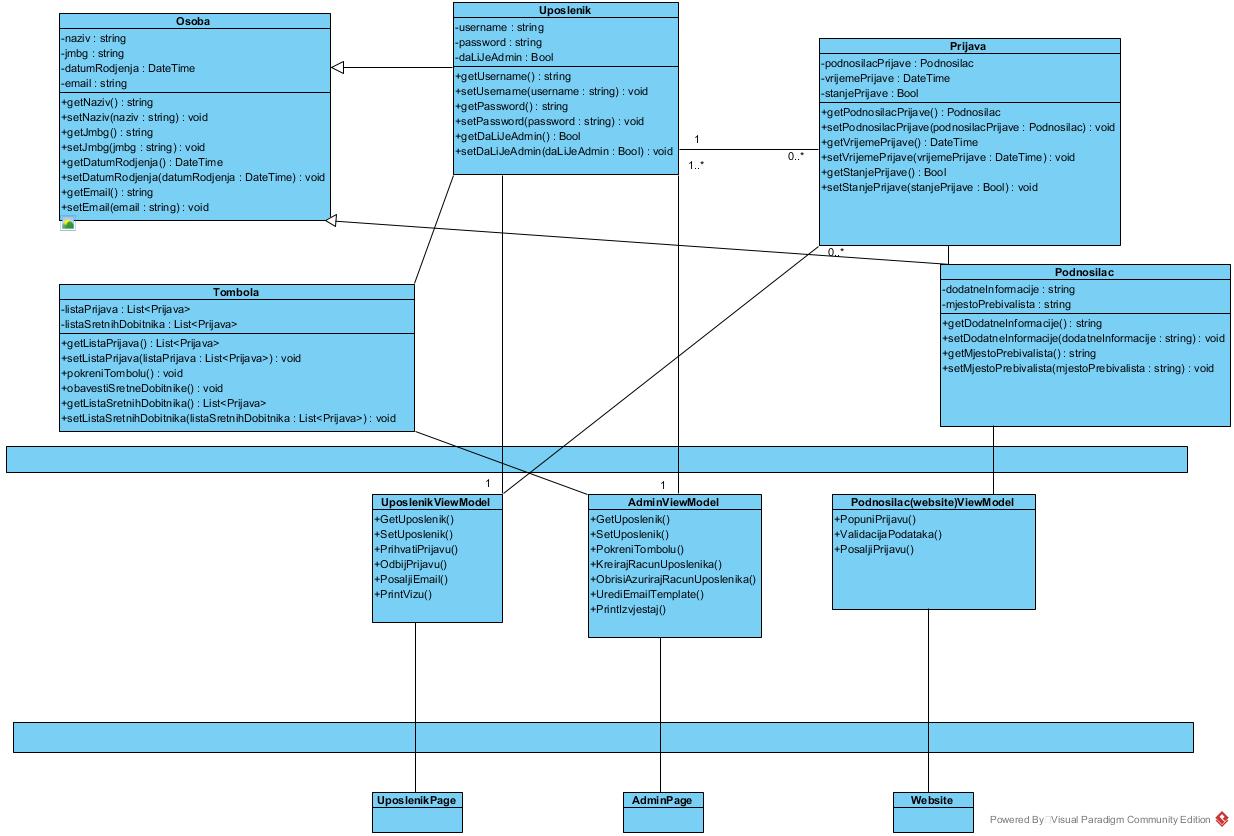 Osoba
-naziv : string
-jmbg : string
-datumRodjenja : DateTime
-email : string
+getNaziv() : string
+setNaziv(naziv : string) : void
+getJmbg() : string
+setJmbg(jmbg : string) : void
+getDatumRodjenja() : DateTime
+setDatumRodjenja(datumRodjenja : DateTime) : void
+getEmail() : string
+setEmail(email : string) : void
Uposlenik
-username : string
-password : string
-daLiJeAdmin : Bool
+getUsername() : string
+setUsername(username : string) : void
+getPassword() : string
+setPassword(password : string) : void
+getDaLiJeAdmin() : Bool
+setDaLiJeAdmin(daLiJeAdmin : Bool) : void
1
1..*
0..*
Prijava
-podnosilacPrijave : Podnosilac
-vrijemePrijave : DateTime
-stanjePrijave : Bool
+getPodnosilacPrijave() : Podnosilac
+setPodnosilacPrijave(podnosilacPrijave : Podnosilac) : void
+getVrijemePrijave() : DateTime
+setVrijemePrijave(vrijemePrijave : DateTime) : void
+getStanjePrijave() : Bool
+setStanjePrijave(stanjePrijave : Bool) : void
0..*
Podnosilac
-dodatneInformacije : string
-mjestoPrebivalista : string
+getDodatneInformacije() : string
+setDodatneInformacije(dodatneInformacije : string) : void
+getMjestoPrebivalista() : string
+setMjestoPrebivalista(mjestoPrebivalista : string) : void
Tombola
-listaPrijava : List<Prijava>
-listaSretnihDobitnika : List<Prijava>
+getListaPrijava() : List<Prijava>
+setListaPrijava(listaPrijava : List<Prijava>) : void
+pokreniTombolu() : void
+obavestiSretneDobitnike() : void
+getListaSretnihDobitnika() : List<Prijava>
+setListaSretnihDobitnika(listaSretnihDobitnika : List<Prijava>) : void
1
1
UposlenikViewModel
+GetUposlenik()
+SetUposlenik()
+PrihvatiPrijavu()
+OdbijPrijavu()
+PosaljiEmail()
+PrintVizu()
AdminViewModel
+GetUposlenik()
+SetUposlenik()
+PokreniTombolu()
+KreirajRacunUposlenika()
+ObrisiAzurirajRacunUposlenika()
+UrediEmailTemplate()
+PrintIzvjestaj()
Podnosilac(website)ViewModel
+PopuniPrijavu()
+ValidacijaPodataka()
+PosaljiPrijavu()
UposlenikPage
AdminPage
Website
Powered By Visual Paradigm Community Edition